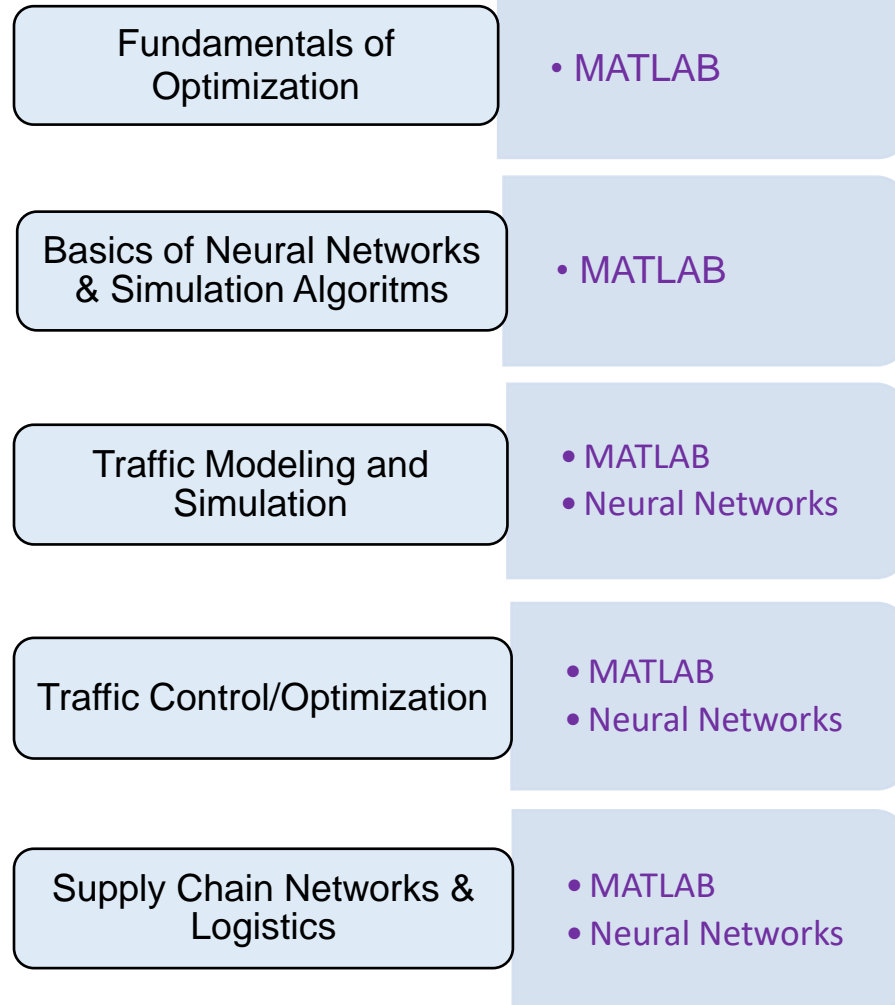 Fundamentals of
Optimization
• MATLAB
Basics of Neural Networks
& Simulation Algoritms
• MATLAB
Traffic Modeling and
Simulation
• MATLAB
• Neural Networks
Traffic Control/Optimization
• MATLAB
• Neural Networks
Supply Chain Networks &
Logistics
• MATLAB
• Neural Networks